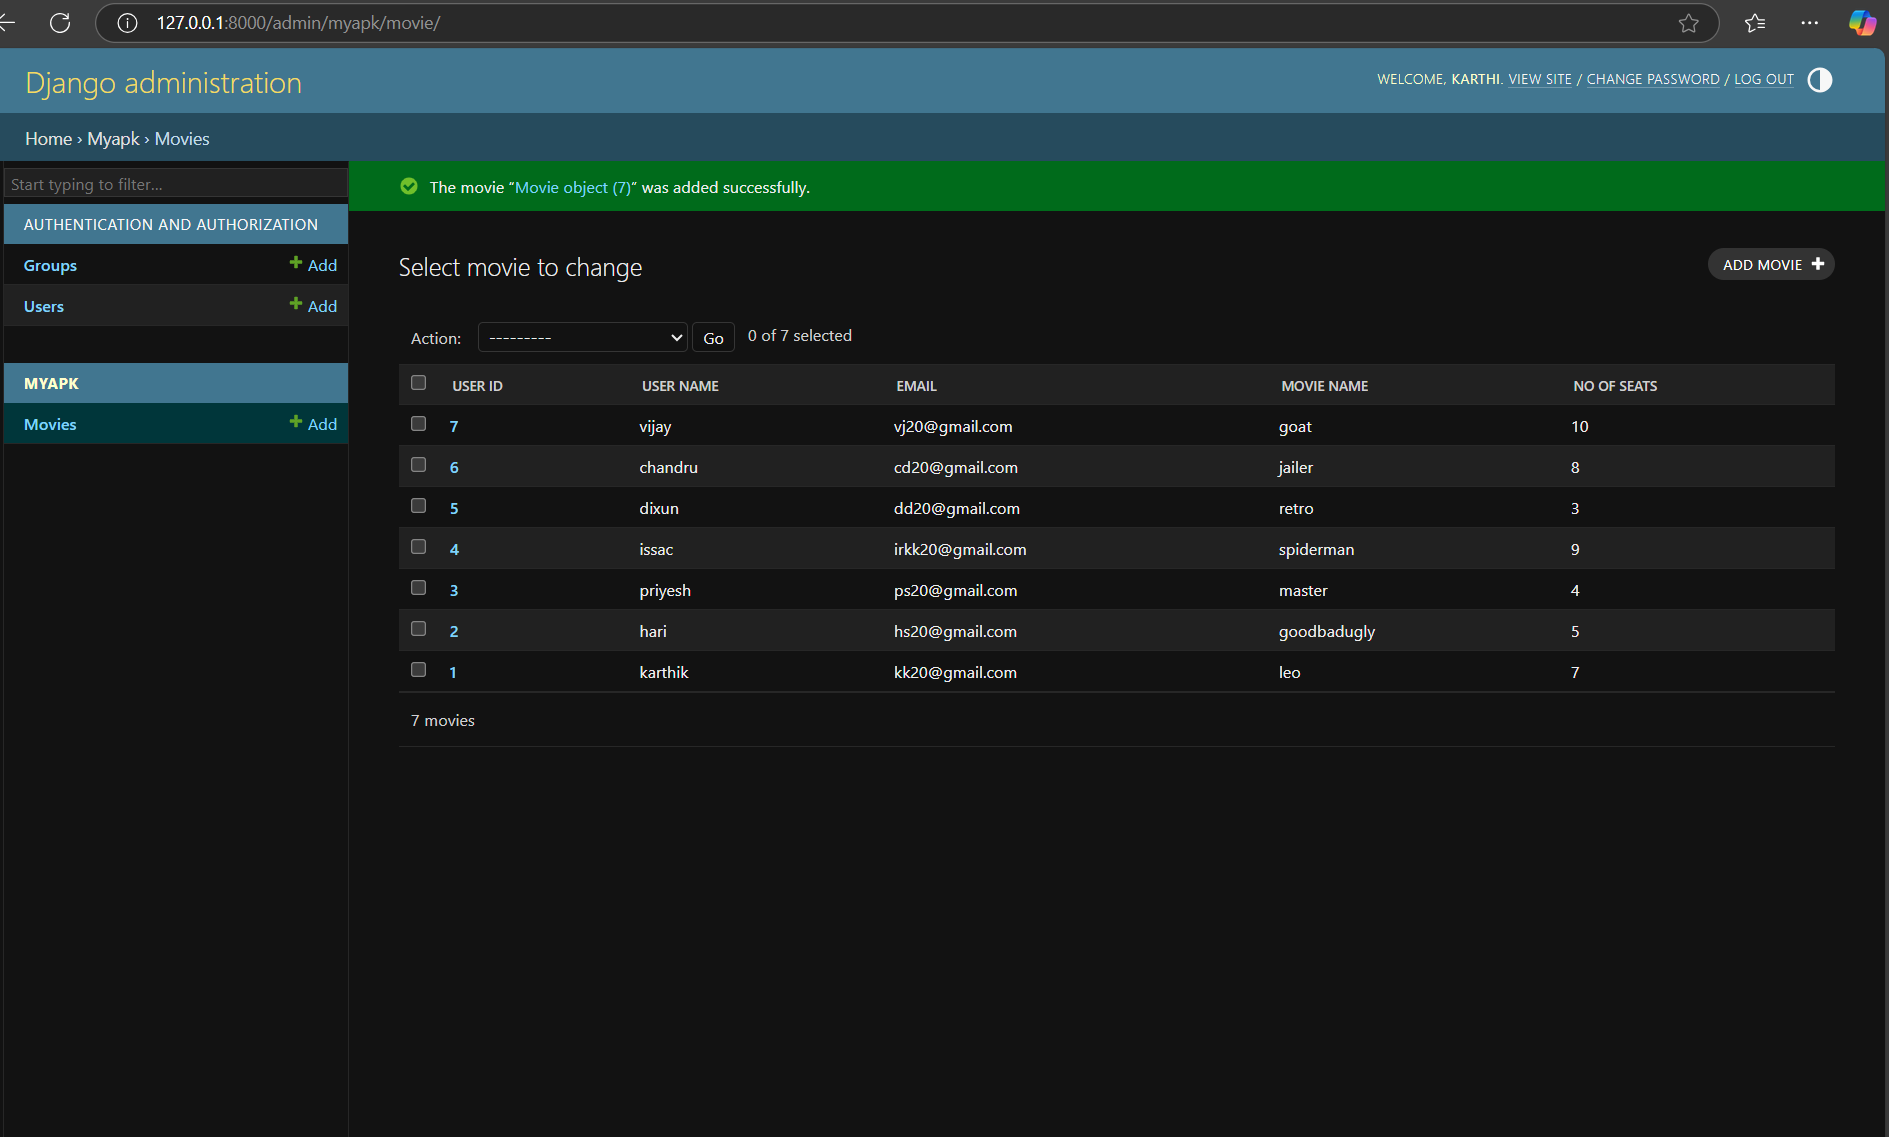 127.0.0.1:8000/admin/myapk/movie/
Django administration
WELCOME, KARTHI. VIEW SITE / CHANGE PASSWORD / LOG OUT
Home › Myapk › Movies
Start typing to filter...
AUTHENTICATION AND AUTHORIZATION
Groups Add
Users Add
MYAPK
Movies Add
The movie “Movie object (7)” was added successfully.
Select movie to change
ADD MOVIE
Action: --------- Go 0 of 7 selected
USER ID USER NAME EMAIL MOVIE NAME NO OF SEATS
7 vijay vj20@gmail.com goat 10
6 chandru cd20@gmail.com jailer 8
5 dixun dd20@gmail.com retro 3
4 issac irkk20@gmail.com spiderman 9
3 priyesh ps20@gmail.com master 4
2 hari hs20@gmail.com goodbadugly 5
1 karthik kk20@gmail.com leo 7
7 movies